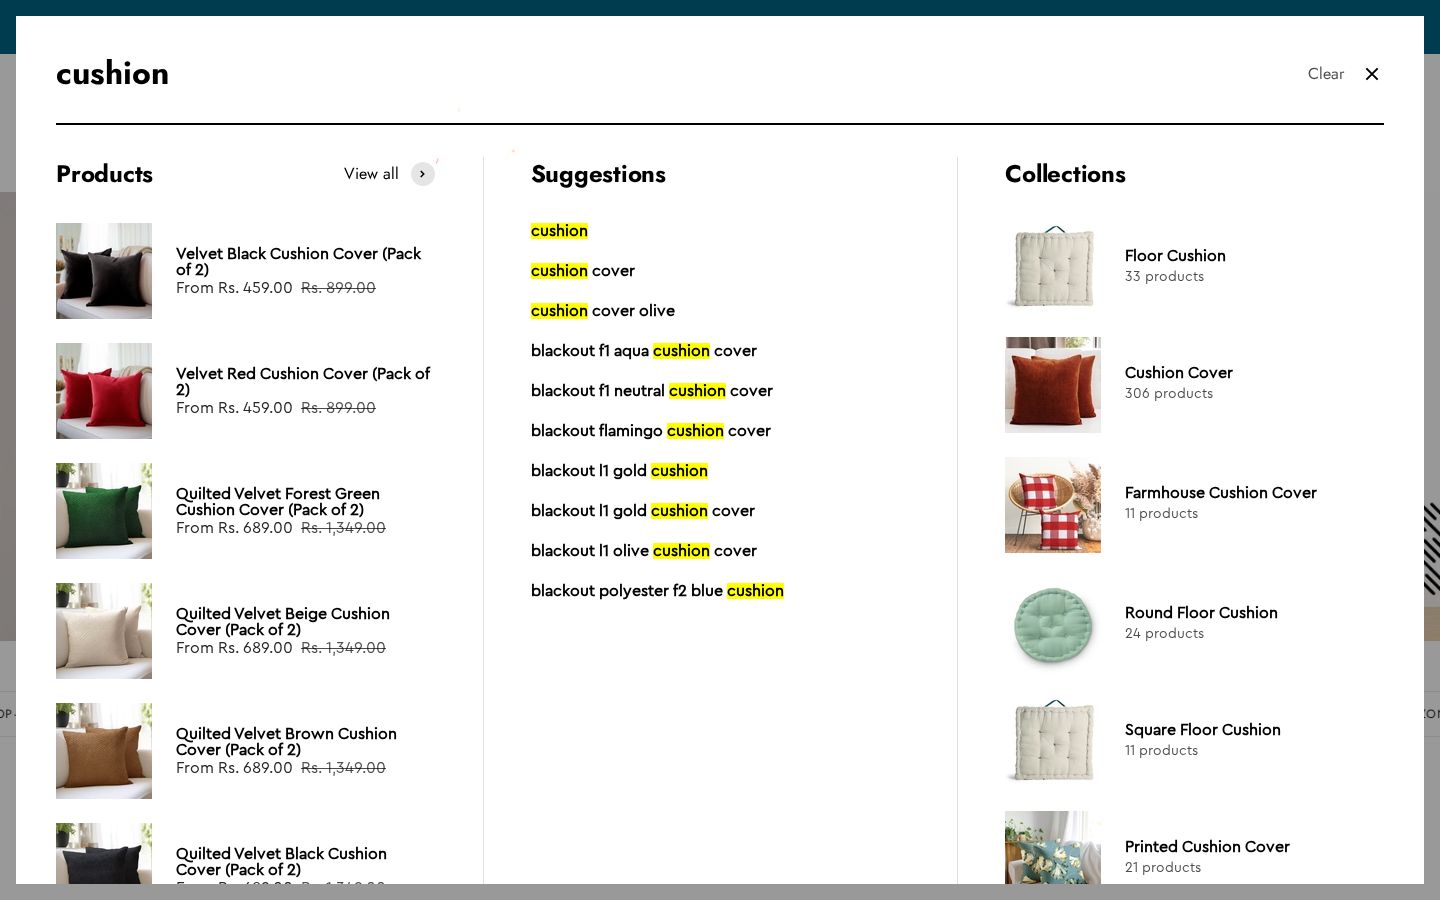 cushion
Clear
Products
View all
Velvet Black Cushion Cover (Pack
of 2)
From Rs. 459.00 Rs. 899.00
Velvet Red Cushion Cover (Pack of
2)
From Rs. 459.00 Rs. 899.00
Quilted Velvet Forest Green
Cushion Cover (Pack of 2)
From Rs. 689.00 Rs. 1,349.00
Quilted Velvet Beige Cushion
Cover (Pack of 2)
From Rs. 689.00 Rs. 1,349.00
Quilted Velvet Brown Cushion
Cover (Pack of 2)
From Rs. 689.00 Rs. 1,349.00
Quilted Velvet Black Cushion
Cover (Pack of 2)
Suggestions
cushion
cushion cover
cushion cover olive
blackout f1 aqua cushion cover
blackout f1 neutral cushion cover
blackout flamingo cushion cover
blackout l1 gold cushion
blackout l1 gold cushion cover
blackout l1 olive cushion cover
blackout polyester f2 blue cushion
Collections
Floor Cushion
33 products
Cushion Cover
306 products
Farmhouse Cushion Cover
11 products
Round Floor Cushion
24 products
Square Floor Cushion
11 products
Printed Cushion Cover
21 products